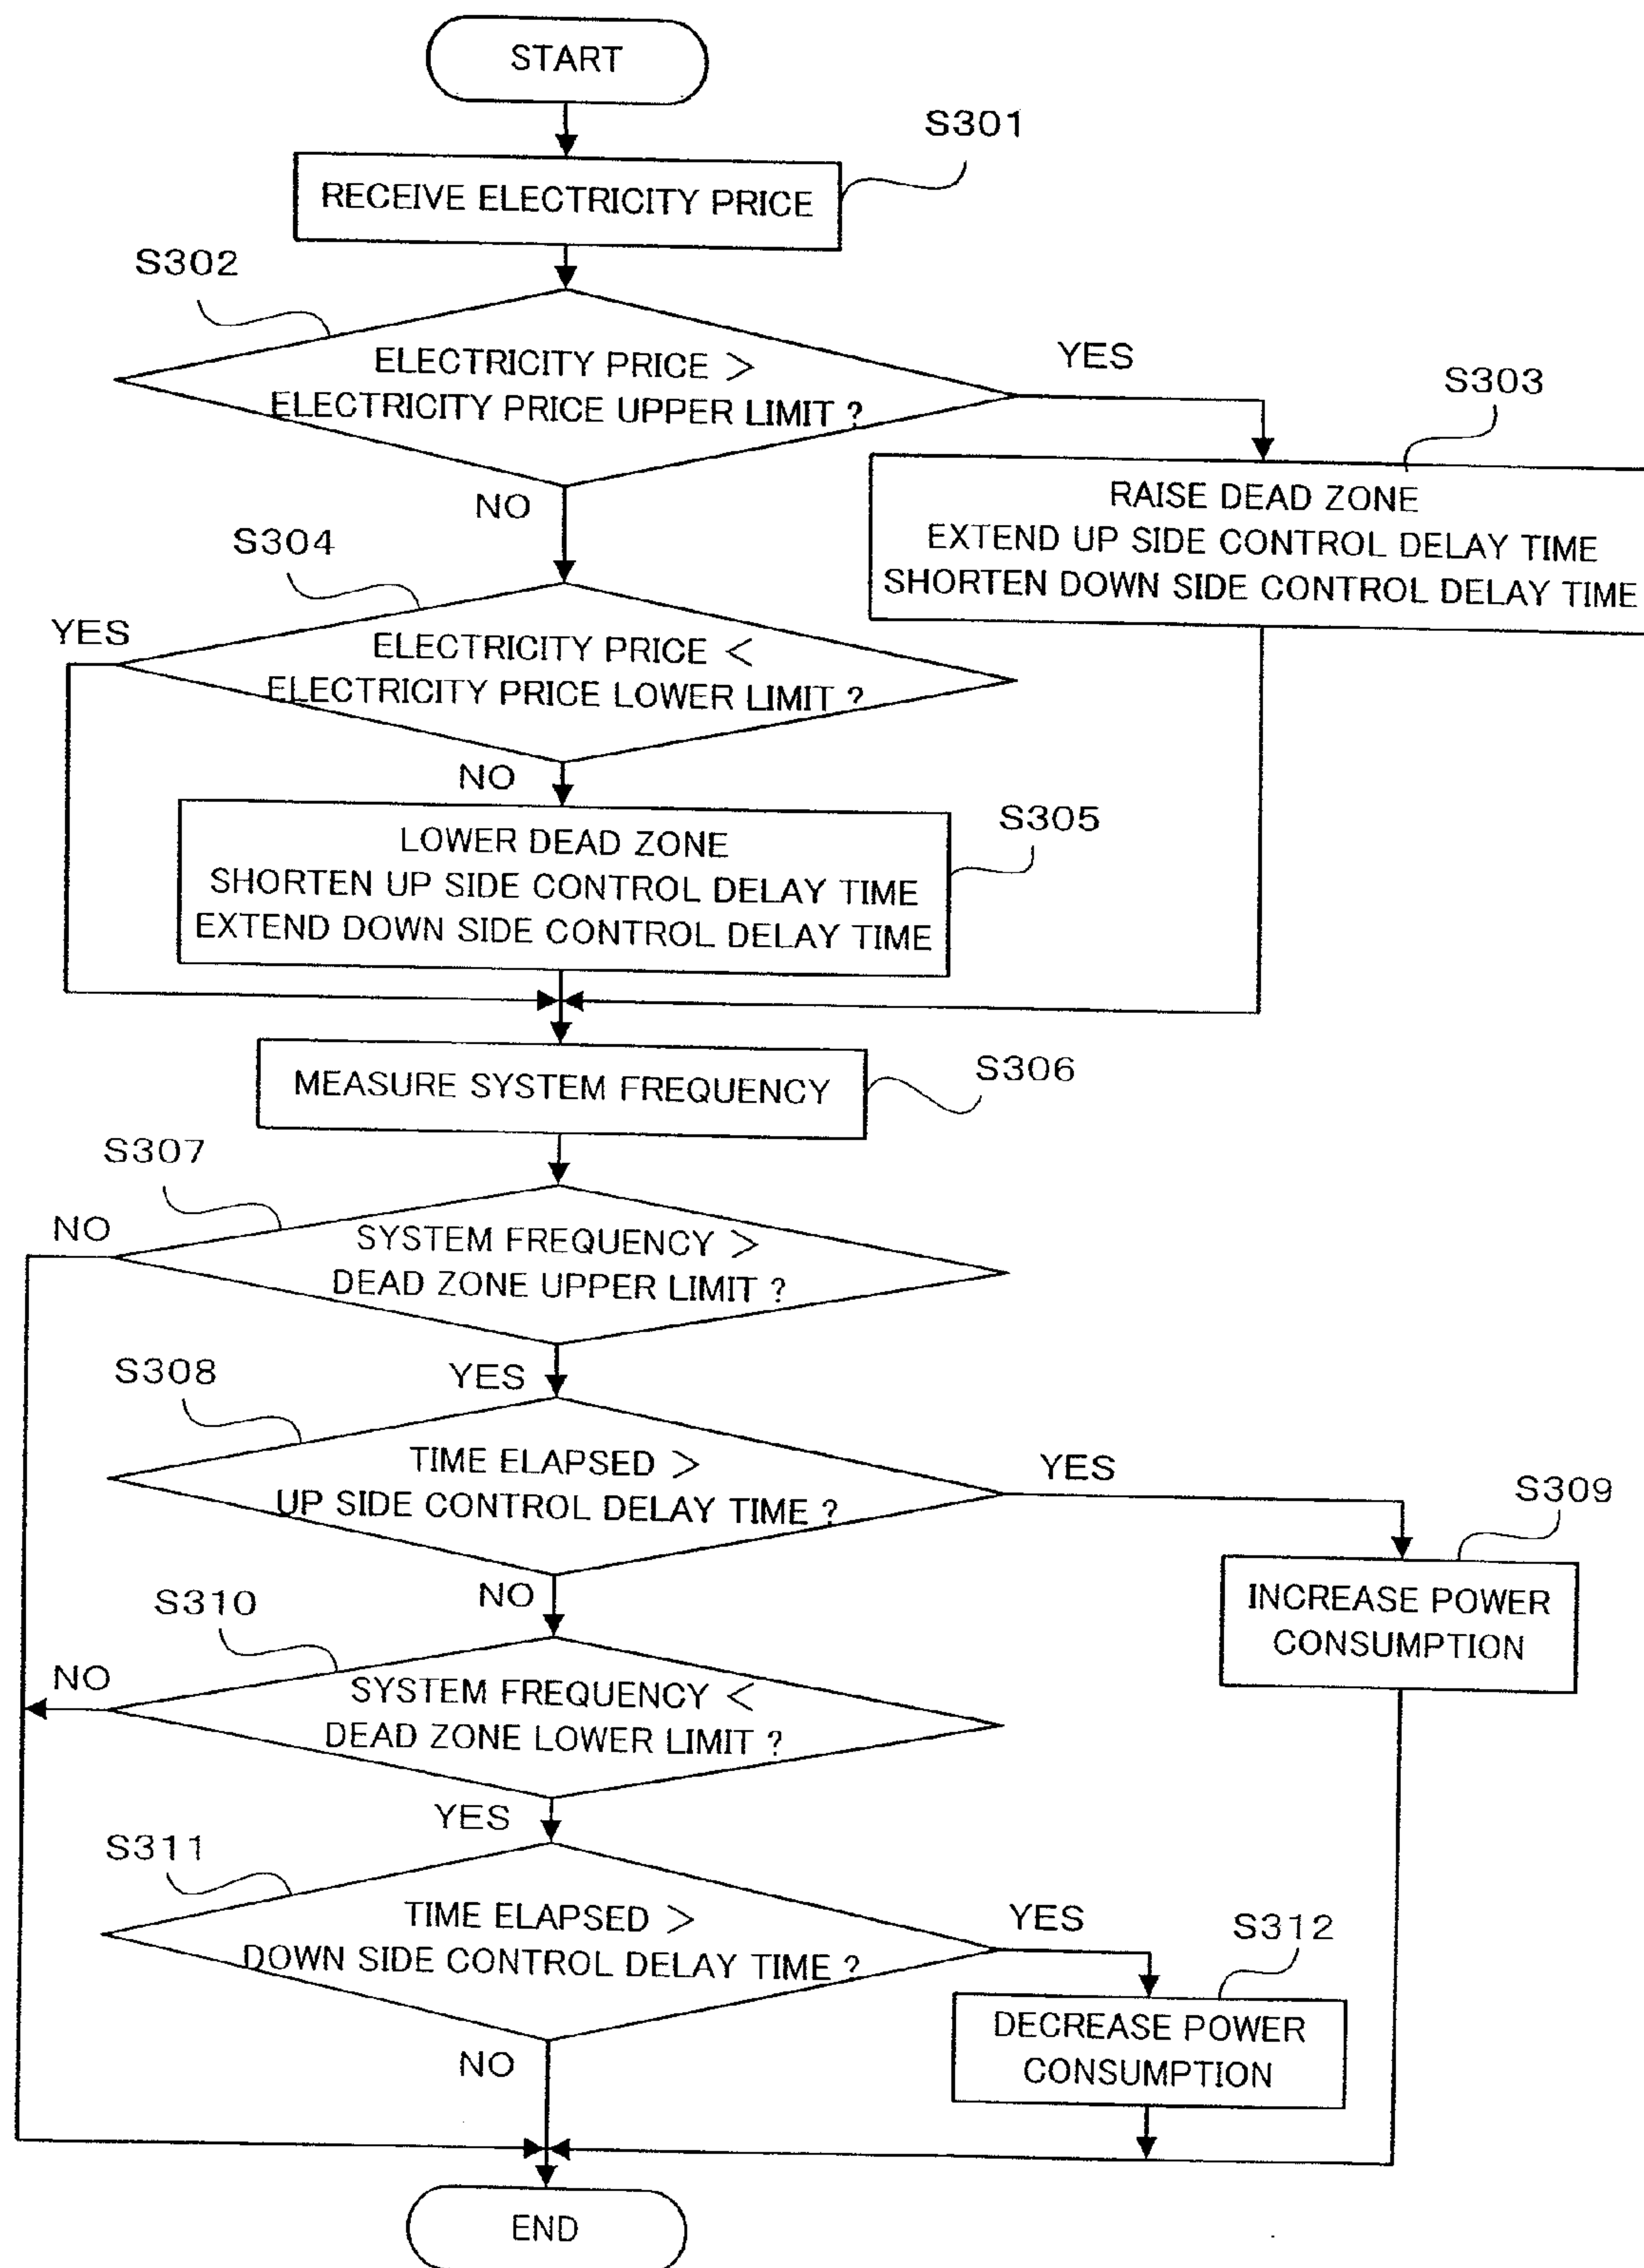 START
S301
RECEIVE ELECTRICITY PRICE
S302
ELECTRICITY PRICE >
ELECTRICITY PRICE UPPER LIMIT ?
YES
NO
S303
RAISE DEAD ZONE
EXTEND UP SIDE CONTROL DELAY TIME
SHORTEN DOWN SIDE CONTROL DELAY TIME
S304
YES
ELECTRICITY PRICE <
ELECTRICITY PRICE LOWER LIMIT ?
NO
S305
LOWER DEAD ZONE
SHORTEN UP SIDE CONTROL DELAY TIME
EXTEND DOWN SIDE CONTROL DELAY TIME
S306
MEASURE SYSTEM FREQUENCY
S307
NO
SYSTEM FREQUENCY >
DEAD ZONE UPPER LIMIT ?
YES
S308
TIME ELAPSED >
UP SIDE CONTROL DELAY TIME ?
YES
NO
S309
INCREASE POWER
CONSUMPTION
S310
NO
SYSTEM FREQUENCY <
DEAD ZONE LOWER LIMIT ?
YES
S311
TIME ELAPSED >
DOWN SIDE CONTROL DELAY TIME ?
YES
NO
S312
DECREASE POWER
CONSUMPTION
END